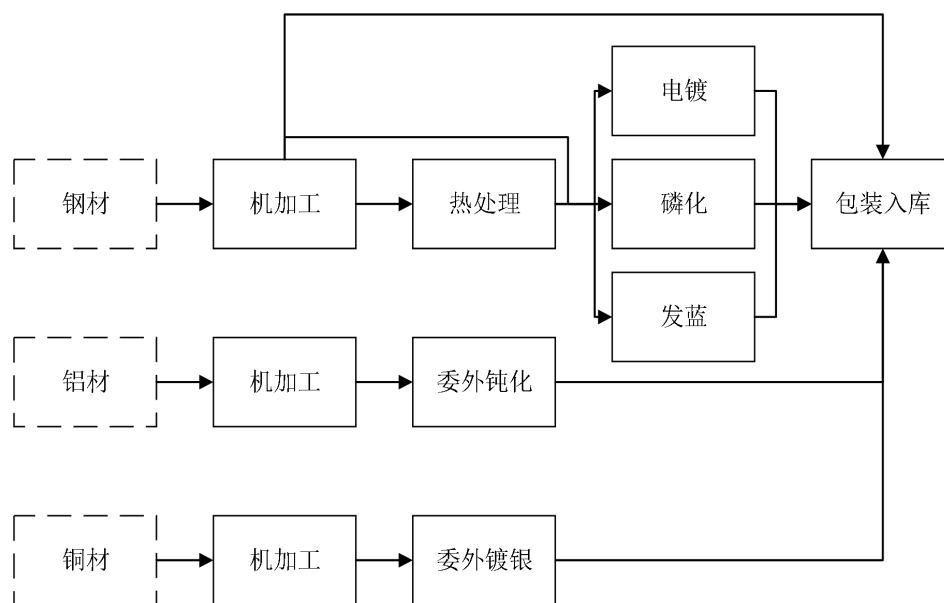 电镀
钢材
机加工
热处理
磷化
包装入库
发蓝
铝材
机加工
委外钝化
铜材
机加工
委外镀银